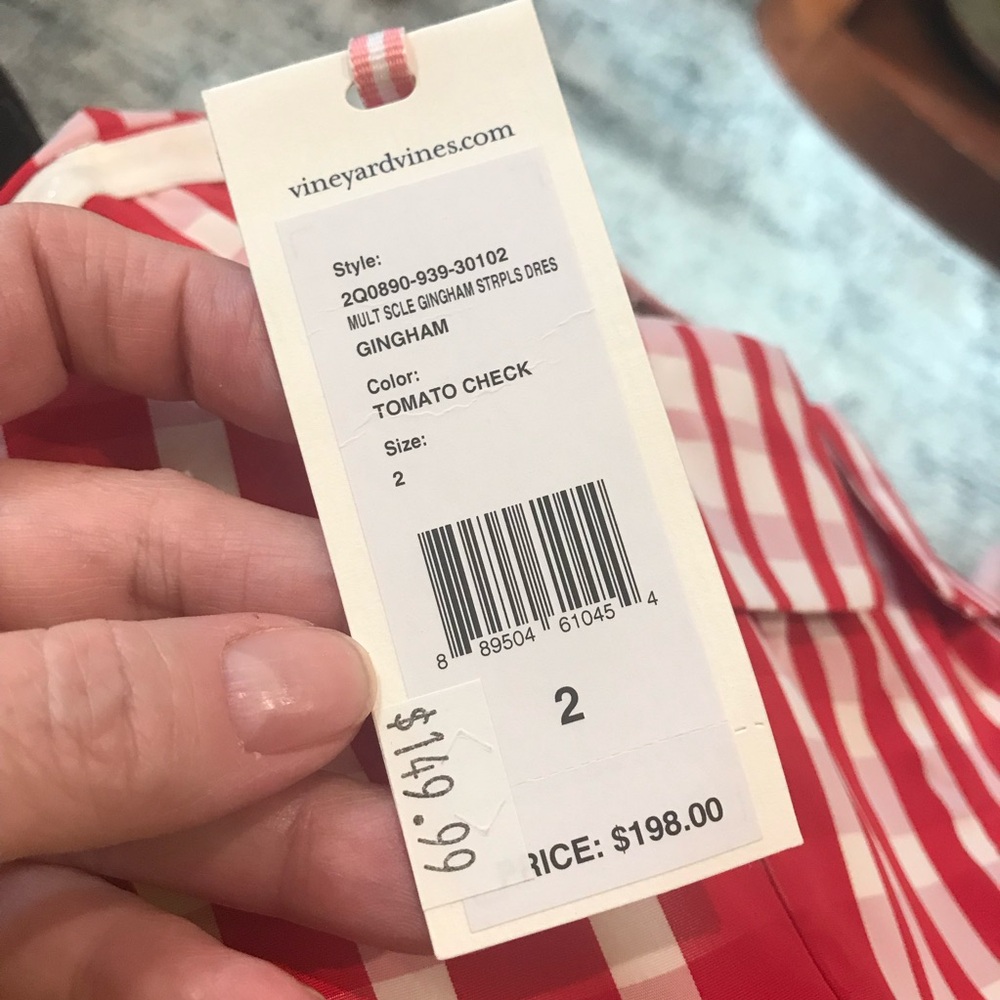 vineyardvines.com
Style:
2Q0890-939-30102
MULT SCLE GINGHAM STRPLS DRES
GINGHAM
Color:
TOMATO CHECK
Size:
2
8 89504 61045 4
2
RICE: $198.00
$149.99